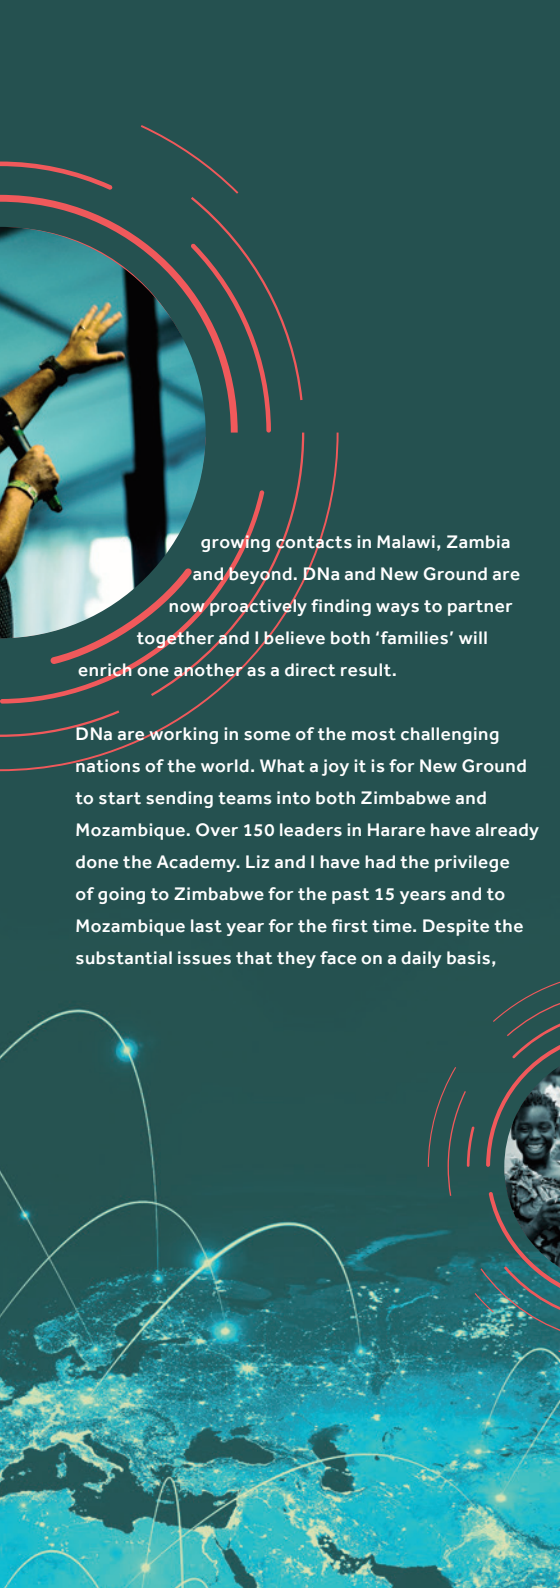 growing contacts in Malawi, Zambia
and beyond. DNa and New Ground are
now proactively finding ways to partner
together and I believe both ‘families’ will
enrich one another as a direct result.
DNa are working in some of the most challenging
nations of the world. What a joy it is for New Ground
to start sending teams into both Zimbabwe and
Mozambique. Over 150 leaders in Harare have already
done the Academy. Liz and I have had the privilege
of going to Zimbabwe for the past 15 years and to
Mozambique last year for the first time. Despite the
substantial issues that they face on a daily basis,